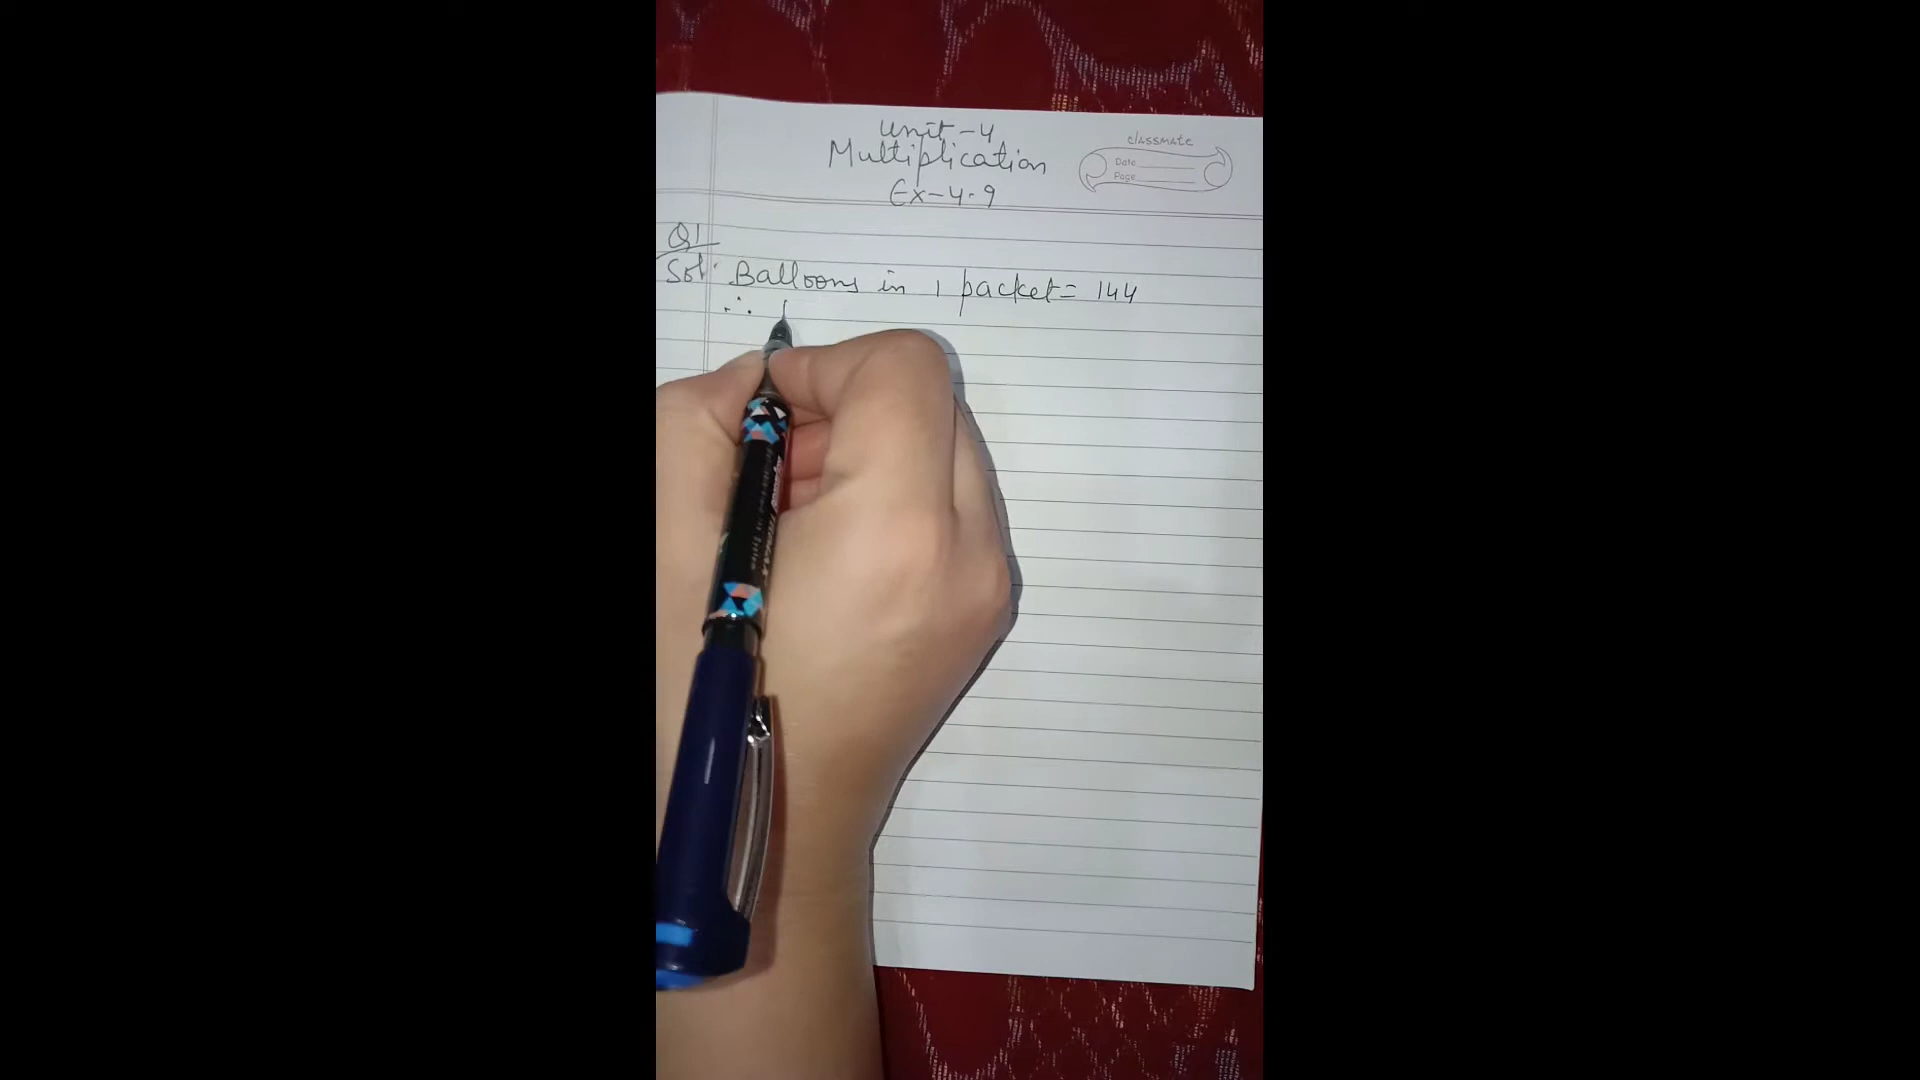 Unit-4
Multiplication
Ex-4.9
classmate
Date
Page
Q1
Sol: Balloons in 1 packet = 144
∴